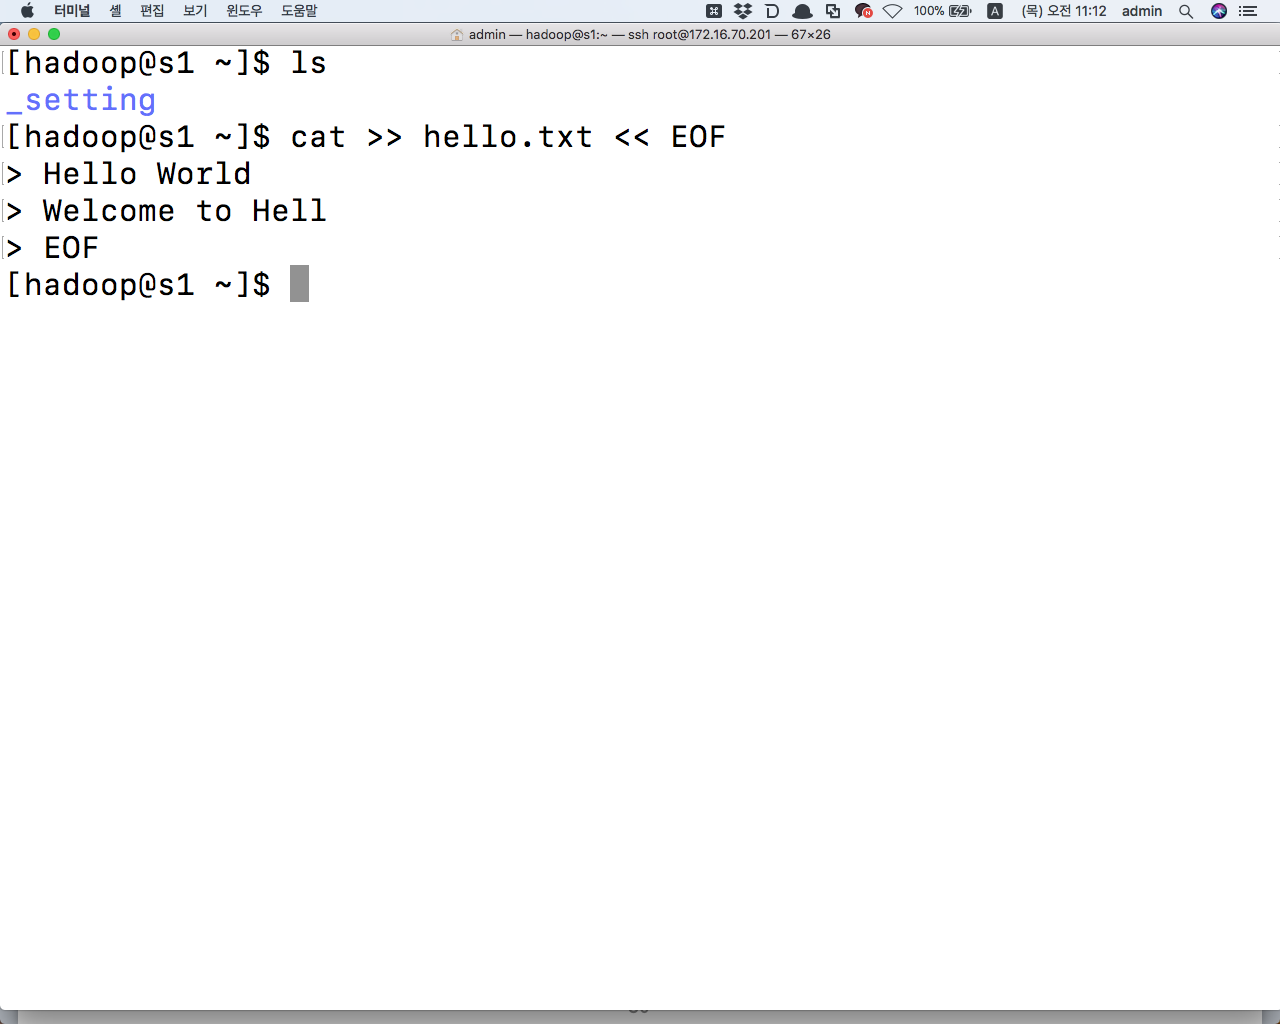 터미널 셸 편집 보기 윈도우 도움말 100% A (목) 오전 11:12 admin
admin — hadoop@s1:~ — ssh root@172.16.70.201 — 67×26
[hadoop@s1 ~]$ ls
_setting
[hadoop@s1 ~]$ cat >> hello.txt << EOF
> Hello World
> Welcome to Hell
> EOF
[hadoop@s1 ~]$